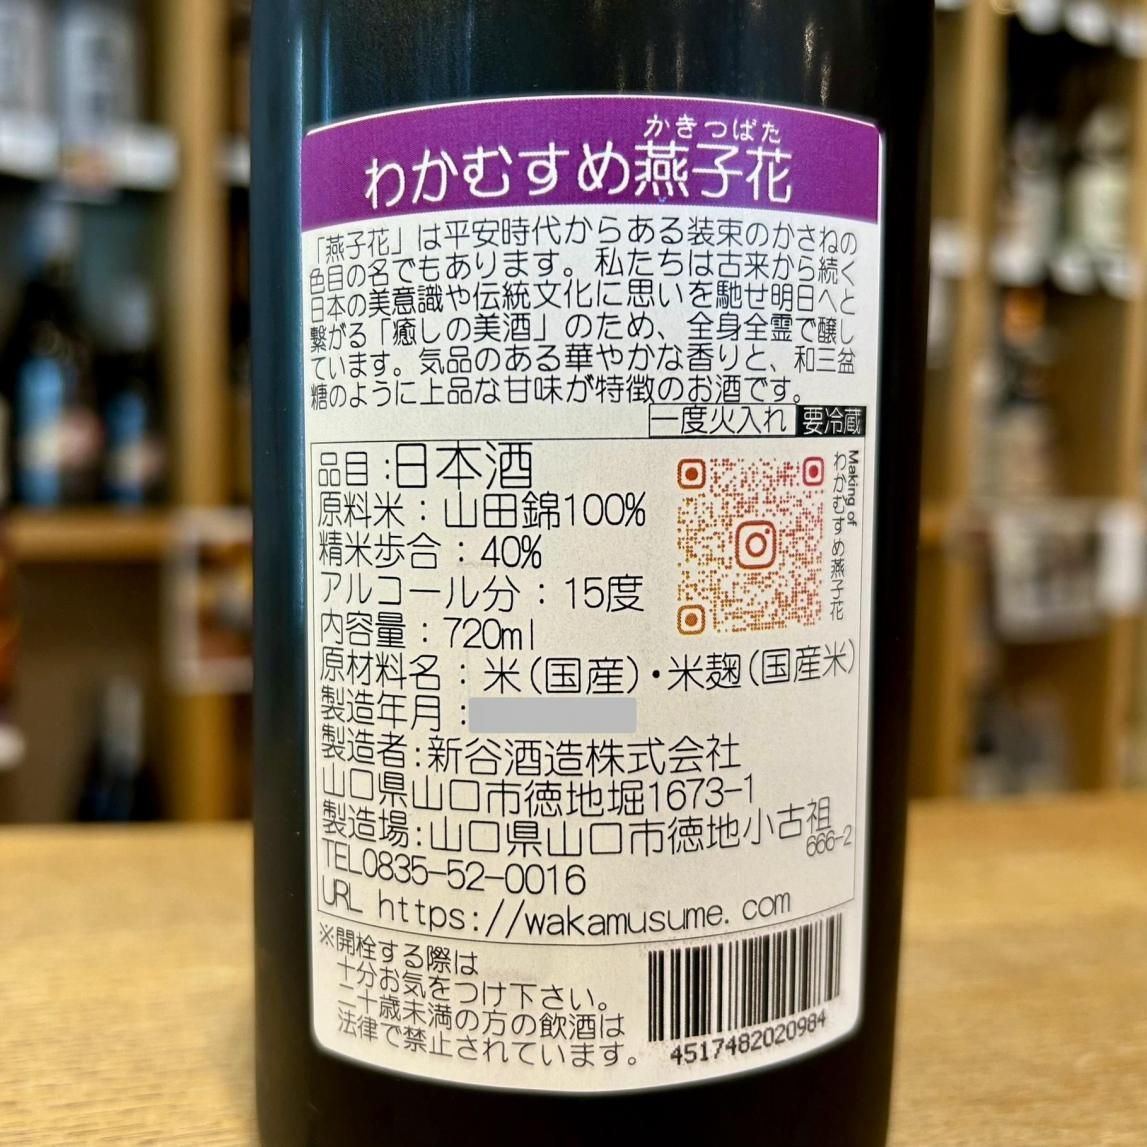 かきつばた
わかむすめ燕子花
「燕子花」は平安時代からある装束のかさねの
色目の名でもあります。私たちは古来から続く
日本の美意識や伝統文化に思いを馳せ明日へと
繋がる「癒しの美酒」のため、全身全霊で醸し
ています。気品のある華やかな香りと、和三盆
糖のように上品な甘味が特徴のお酒です。
一度火入れ 要冷蔵
品目:日本酒
原料米：山田錦100%
精米歩合：40%
アルコール分：15度
内容量：720ml
Making of
わかむすめ燕子花
原材料名：米(国産)・米麹(国産米)
製造年月:
製造者:新谷酒造株式会社
山口県山口市徳地堀1673-1
製造場:山口県山口市徳地小古祖
666-2
TEL0835-52-0016
URL https://wakamusume.com
※開栓する際は
十分お気をつけ下さい。
二十歳未満の方の飲酒は
法律で禁止されています。
4517482020984